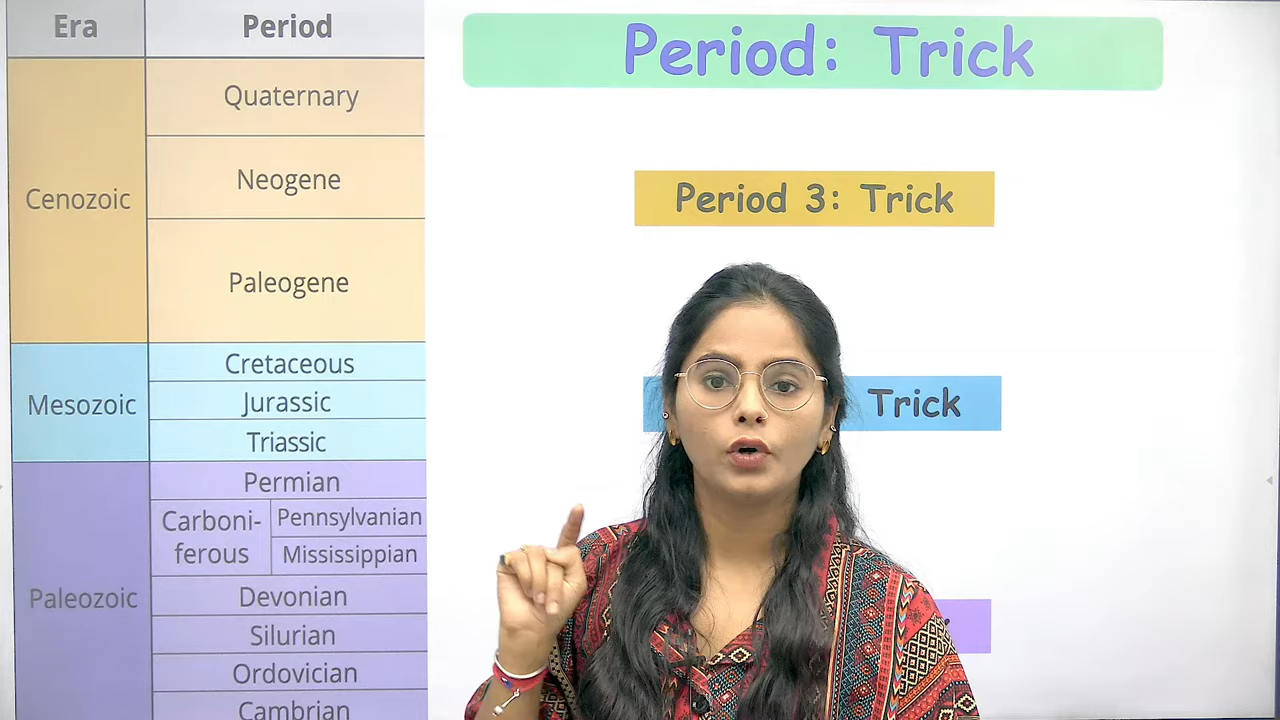 Era
Period
Period: Trick
Quaternary
Cenozoic
Neogene
Paleogene
Period 3: Trick
Mesozoic
Cretaceous
Jurassic
Triassic
Trick
Paleozoic
Permian
Carboni-
ferous
Pennsylvanian
Mississippian
Devonian
Silurian
Ordovician
Cambrian